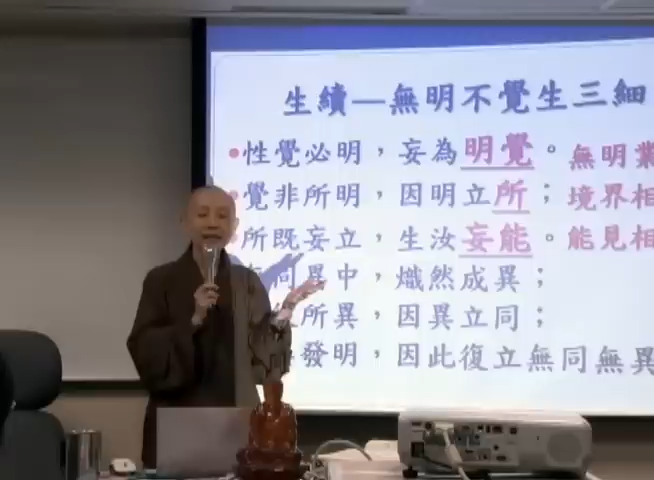 生續—無明不覺生三細
•性覺必明，妄為明覺。無明業
•覺非所明，因明立所；境界相
所既妄立，生汝妄能。能見相
同異中，熾然成異；
所異，因異立同；
發明，因此復立無同無異